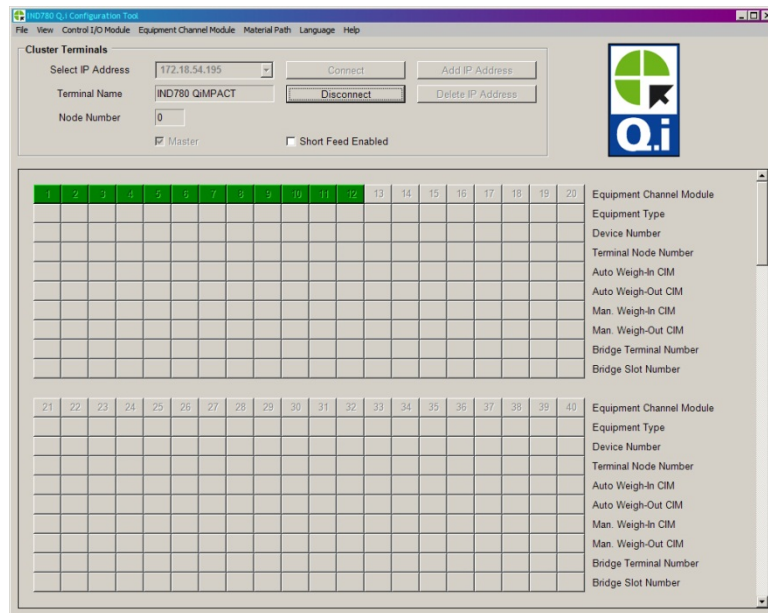 IND780 Q.i Configuration Tool
File View Control I/O Module Equipment Channel Module Material Path Language Help
Cluster Terminals
Select IP Address 172.18.54.195 Connect Add IP Address
Terminal Name IND780 QiMPACT Disconnect Delete IP Address
Node Number 0
Master Short Feed Enabled
Q.i
1 2 3 4 5 6 7 8 9 10 11 12 13 14 15 16 17 18 19 20 Equipment Channel Module
Equipment Type
Device Number
Terminal Node Number
Auto Weigh-In CIM
Auto Weigh-Out CIM
Man. Weigh-In CIM
Man. Weigh-Out CIM
Bridge Terminal Number
Bridge Slot Number
21 22 23 24 25 26 27 28 29 30 31 32 33 34 35 36 37 38 39 40 Equipment Channel Module
Equipment Type
Device Number
Terminal Node Number
Auto Weigh-In CIM
Auto Weigh-Out CIM
Man. Weigh-In CIM
Man. Weigh-Out CIM
Bridge Terminal Number
Bridge Slot Number